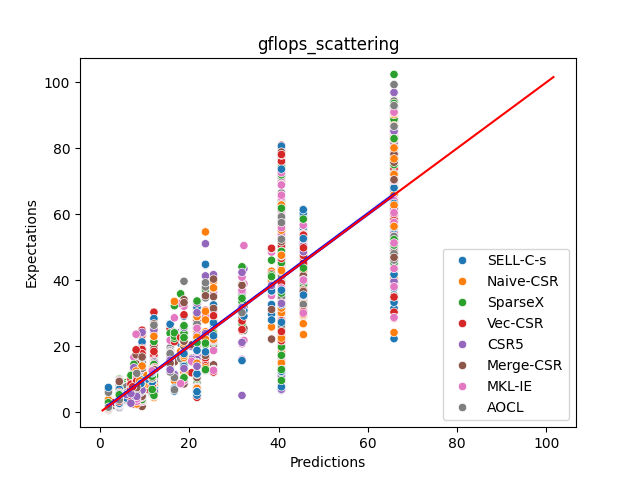 gflops_scattering
Expectations
100
80
60
40
20
0
SELL-C-s
Naive-CSR
SparseX
Vec-CSR
CSR5
Merge-CSR
MKL-IE
AOCL
0 20 40 60 80 100
Predictions